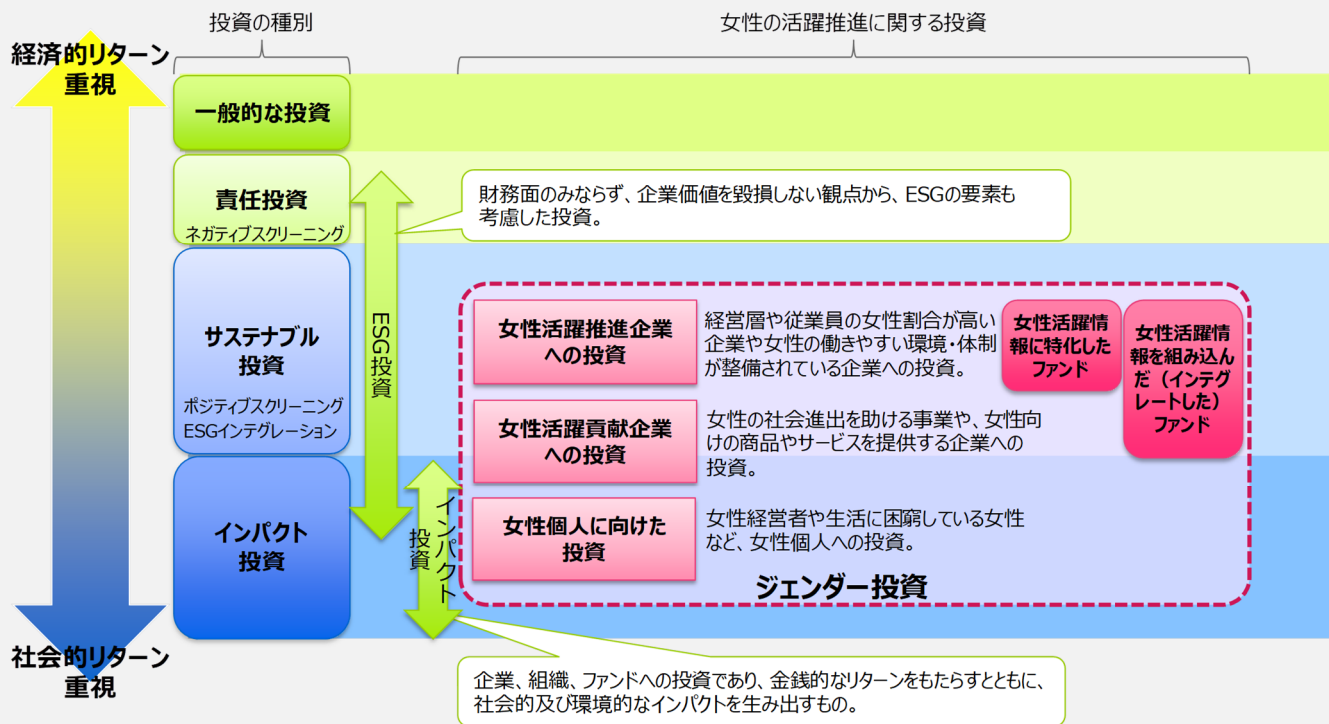 投資の種別
女性の活躍推進に関する投資
経済的リターン
重視
一般的な投資
責任投資
ネガティブスクリーニング
財務面のみならず、企業価値を毀損しない観点から、ESGの要素も
考慮した投資。
サステナブル
投資
ポジティブスクリーニング
ESGインテグレーション
ESG投資
女性活躍推進企業
への投資
経営層や従業員の女性割合が高い
企業や女性の働きやすい環境・体制
が整備されている企業への投資。
女性活躍情
報に特化した
ファンド
女性活躍情
報を組み込ん
だ（インテグ
レートした）
ファンド
女性活躍貢献企業
への投資
女性の社会進出を助ける事業や、女性向
けの商品やサービスを提供する企業への
投資。
インパクト
投資
インパクト
投資
女性個人に向けた
投資
女性経営者や生活に困窮している女性
など、女性個人への投資。
ジェンダー投資
社会的リターン
重視
企業、組織、ファンドへの投資であり、金銭的なリターンをもたらすとともに、
社会的及び環境的なインパクトを生み出すもの。